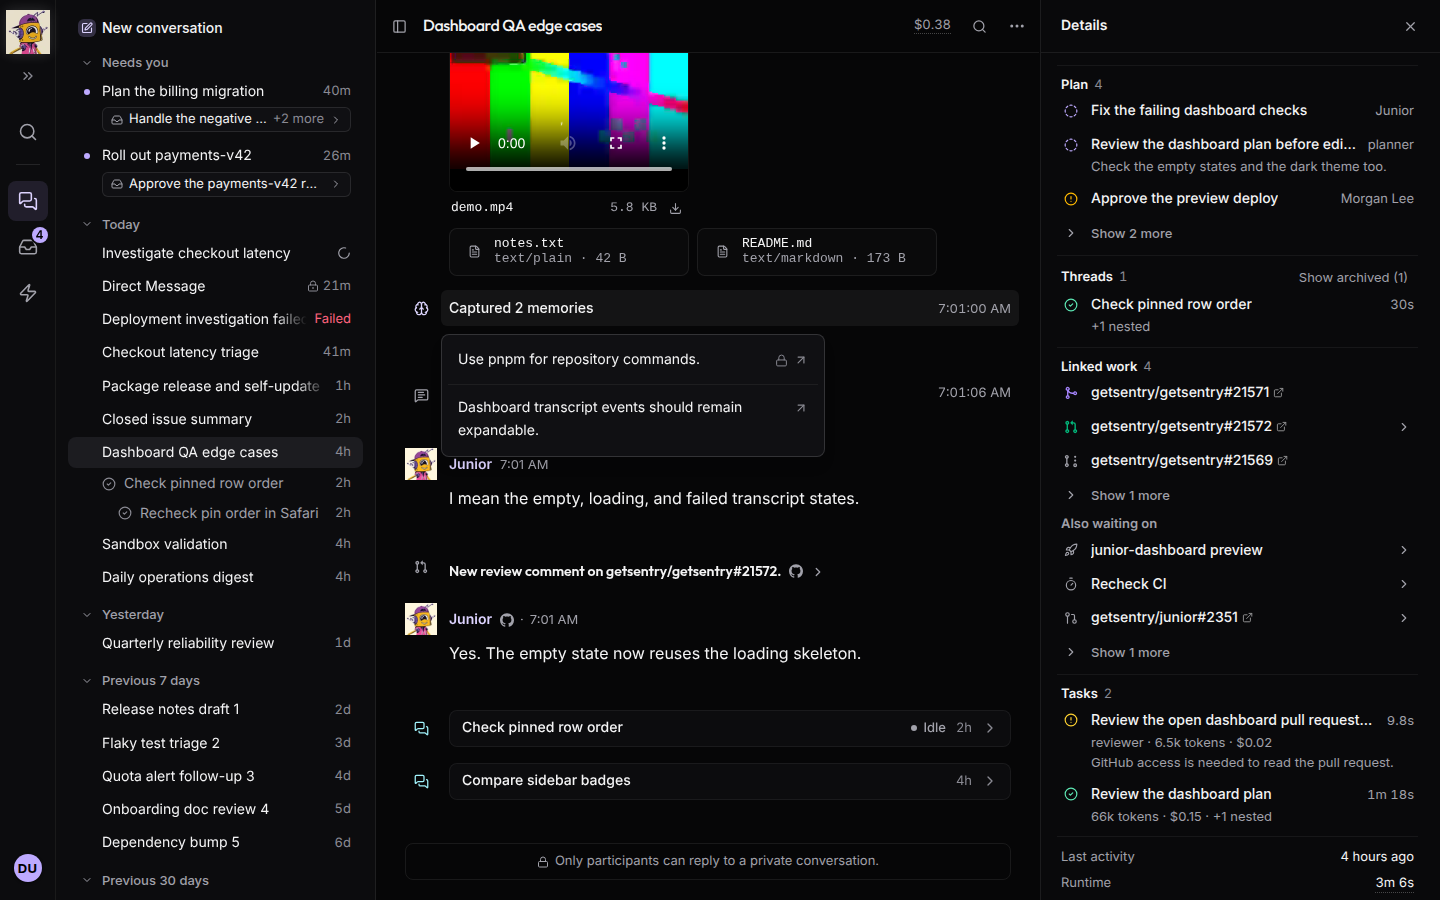 New conversation
Needs you
Plan the billing migration 40m
Handle the negative ... +2 more
Roll out payments-v42 26m
Approve the payments-v42 r...
Today
Investigate checkout latency
Direct Message 21m
Deployment investigation failed Failed
Checkout latency triage 41m
Package release and self-update 1h
Closed issue summary 2h
Dashboard QA edge cases 4h
Check pinned row order 2h
Recheck pin order in Safari 2h
Sandbox validation 4h
Daily operations digest 4h
Yesterday
Quarterly reliability review 1d
Previous 7 days
Release notes draft 1 2d
Flaky test triage 2 3d
Quota alert follow-up 3 4d
Onboarding doc review 4 5d
Dependency bump 5 6d
Previous 30 days
4
DU
Dashboard QA edge cases $0.38
0:00
demo.mp4 5.8 KB
notes.txt
text/plain · 42 B
README.md
text/markdown · 173 B
Captured 2 memories 7:01:00 AM
Use pnpm for repository commands.
Dashboard transcript events should remain
expandable.
7:01:06 AM
Junior 7:01 AM
I mean the empty, loading, and failed transcript states.
New review comment on getsentry/getsentry#21572.
Junior · 7:01 AM
Yes. The empty state now reuses the loading skeleton.
Check pinned row order Idle 2h
Compare sidebar badges 4h
Only participants can reply to a private conversation.
Details
Plan 4
Fix the failing dashboard checks Junior
Review the dashboard plan before edi... planner
Check the empty states and the dark theme too.
Approve the preview deploy Morgan Lee
Show 2 more
Threads 1 Show archived (1)
Check pinned row order 30s
+1 nested
Linked work 4
getsentry/getsentry#21571
getsentry/getsentry#21572
getsentry/getsentry#21569
Show 1 more
Also waiting on
junior-dashboard preview
Recheck CI
getsentry/junior#2351
Show 1 more
Tasks 2
Review the open dashboard pull request... 9.8s
reviewer · 6.5k tokens · $0.02
GitHub access is needed to read the pull request.
Review the dashboard plan 1m 18s
66k tokens · $0.15 · +1 nested
Last activity 4 hours ago
Runtime 3m 6s